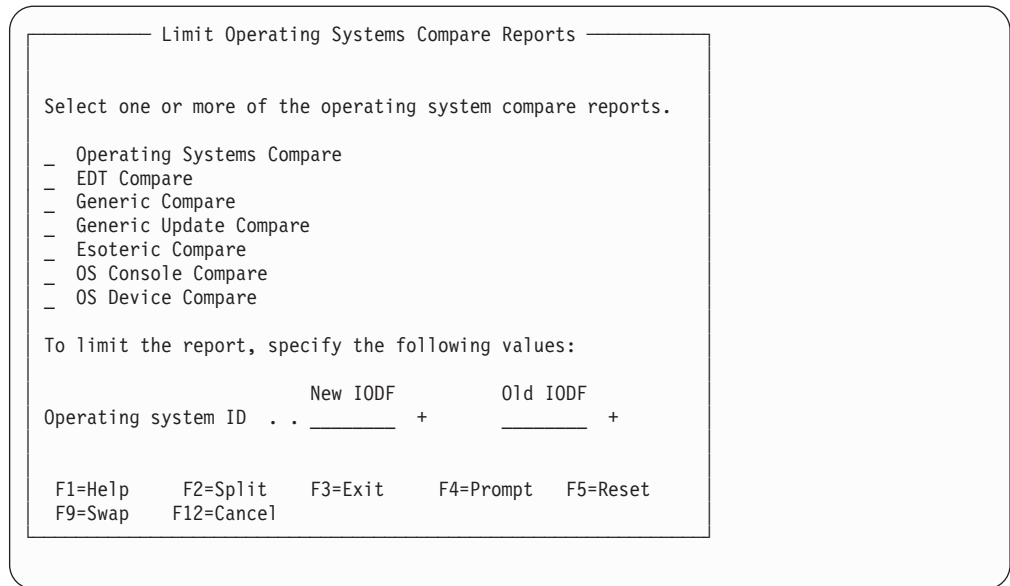 Limit Operating Systems Compare Reports
Select one or more of the operating system compare reports.
_ Operating Systems Compare
_ EDT Compare
_ Generic Compare
_ Generic Update Compare
_ Esoteric Compare
_ OS Console Compare
_ OS Device Compare
To limit the report, specify the following values:
New IODF Old IODF
Operating system ID . . ________ + ________ +
F1=Help F2=Split F3=Exit F4=Prompt F5=Reset
F9=Swap F12=Cancel